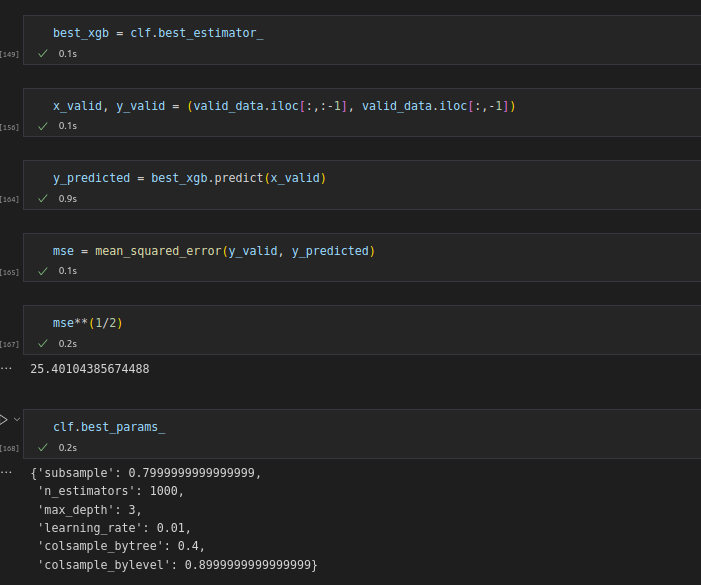 best_xgb = clf.best_estimator_
[149]
0.1s
x_valid, y_valid = (valid_data.iloc[:,:-1], valid_data.iloc[:,-1])
[156]
0.1s
y_predicted = best_xgb.predict(x_valid)
[164]
0.9s
mse = mean_squared_error(y_valid, y_predicted)
[165]
0.1s
mse**(1/2)
[167]
0.2s
... 25.40104385674488
clf.best_params_
[168]
0.2s
... {'subsample': 0.7999999999999999,
'n_estimators': 1000,
'max_depth': 3,
'learning_rate': 0.01,
'colsample_bytree': 0.4,
'colsample_bylevel': 0.8999999999999999}